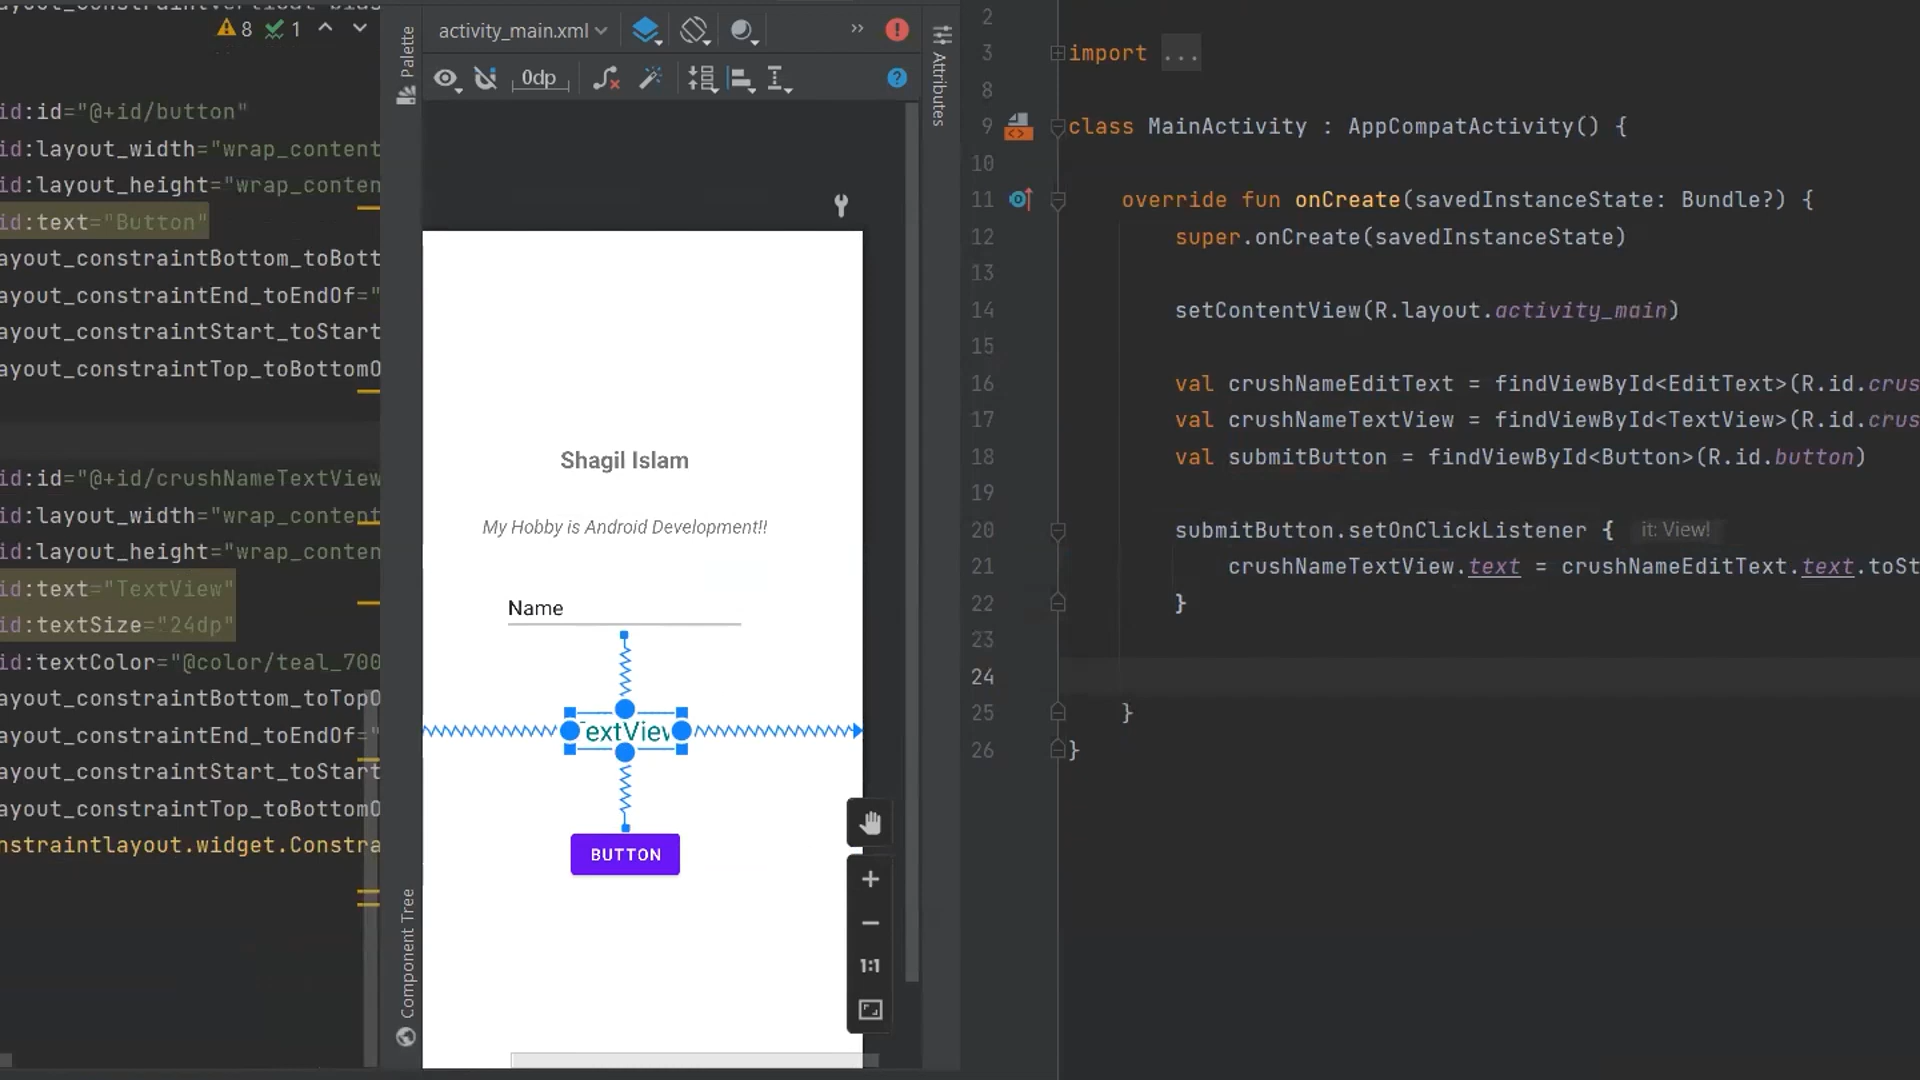 8 1
id:id="@+id/button"
id:layout_width="wrap_content
id:layout_height="wrap_conten
id:text="Button"
ayout_constraintBottom_toBott
ayout_constraintEnd_toEndOf="
ayout_constraintStart_toStart
ayout_constraintTop_toBottomO
id:id="@+id/crushNameTextView
id:layout_width="wrap_content
id:layout_height="wrap_conten
id:text="TextView"
id:textSize="24dp"
id:textColor="@color/teal_700
ayout_constraintBottom_toTopO
ayout_constraintEnd_toEndOf="
ayout_constraintStart_toStart
ayout_constraintTop_toBottomO
nstraintlayout.widget.Constra
Palette
Component Tree
activity_main.xml
0dp
Attributes
Shagil Islam
My Hobby is Android Development!!
Name
TextView
BUTTON
1:1
2
3 import ...
8
9 class MainActivity : AppCompatActivity() {
10
11 override fun onCreate(savedInstanceState: Bundle?) {
12 super.onCreate(savedInstanceState)
13
14 setContentView(R.layout.activity_main)
15
16 val crushNameEditText = findViewById<EditText>(R.id.crus
17 val crushNameTextView = findViewById<TextView>(R.id.crus
18 val submitButton = findViewById<Button>(R.id.button)
19
20 submitButton.setOnClickListener { it: View!
21 crushNameTextView.text = crushNameEditText.text.toSt
22 }
23
24
25 }
26 }